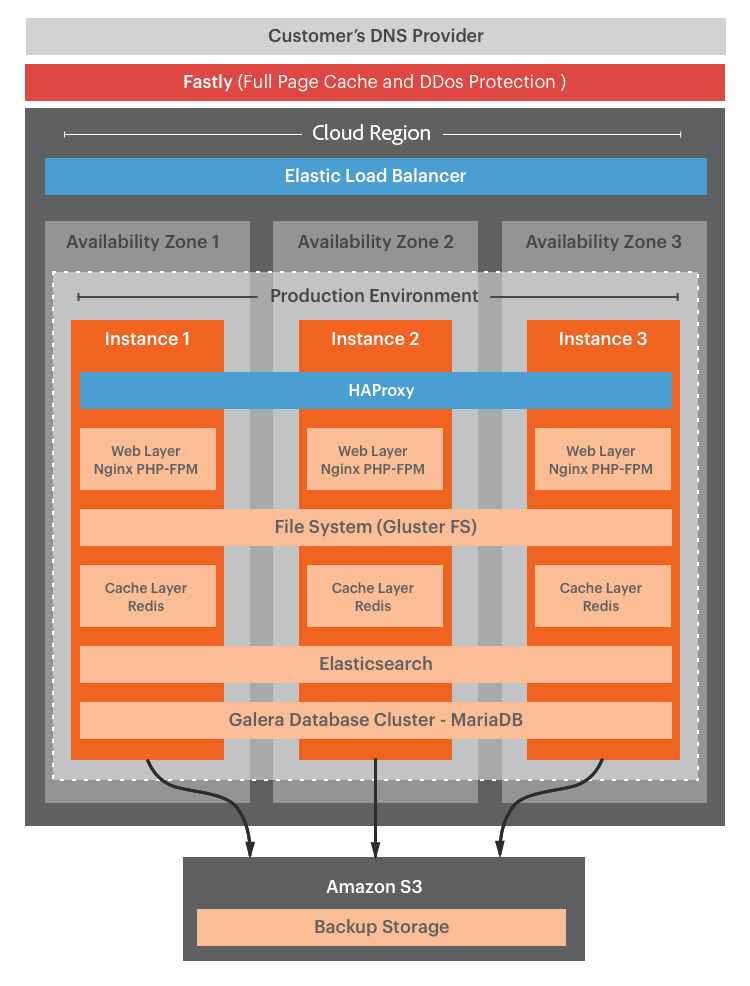 Customer’s DNS Provider
Fastly (Full Page Cache and DDos Protection )
Cloud Region
Elastic Load Balancer
Availability Zone 1
Availability Zone 2
Availability Zone 3
Production Environment
Instance 1
Instance 2
Instance 3
HAProxy
Web Layer
Nginx PHP-FPM
Web Layer
Nginx PHP-FPM
Web Layer
Nginx PHP-FPM
File System (Gluster FS)
Cache Layer
Redis
Cache Layer
Redis
Cache Layer
Redis
Elasticsearch
Galera Database Cluster - MariaDB
Amazon S3
Backup Storage